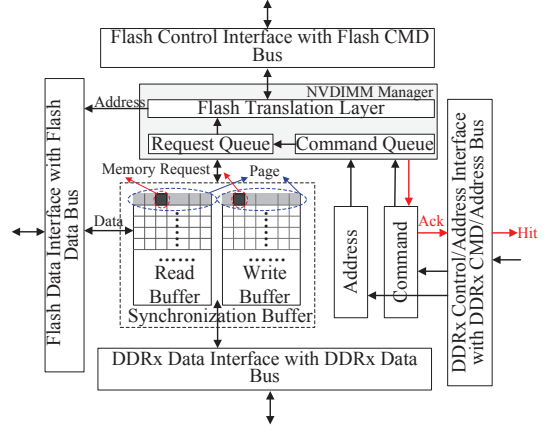 Flash Control Interface with Flash CMD
Bus
NVDIMM Manager
Address
Flash Translation Layer
Request Queue
Command Queue
Memory Request
Page
Flash Data Interface with Flash
Data Bus
Data
Read
Buffer
Write
Buffer
Synchronization Buffer
Address
Command
Ack
DDRx Control/Address Interface
with DDRx CMD/Address Bus
Hit
DDRx Data Interface with DDRx Data
Bus